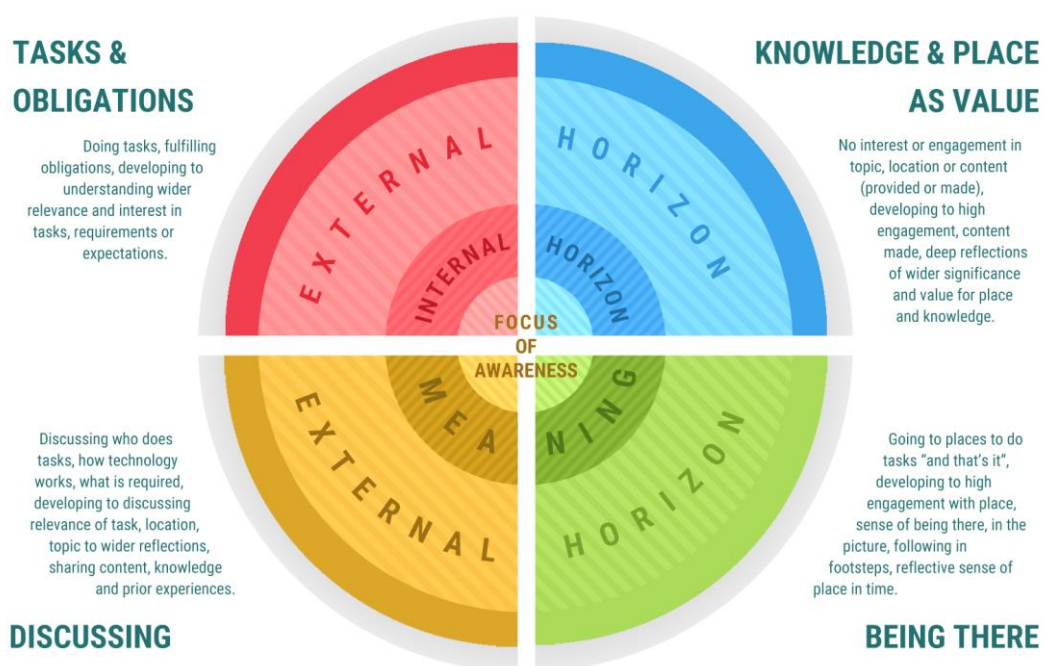 TASKS &
OBLIGATIONS
Doing tasks, fulfilling
obligations, developing to
understanding wider
relevance and interest in
tasks, requirements or
expectations.
KNOWLEDGE & PLACE
AS VALUE
No interest or engagement in
topic, location or content
(provided or made),
developing to high
engagement, content
made, deep reflections
of wider significance
and value for place
and knowledge.
EXTERNAL HORIZON
INTERNAL HORIZON
FOCUS
OF
AWARENESS
MEANING
EXTERNAL HORIZON
Discussing who does
tasks, how technology
works, what is required,
developing to discussing
relevance of task, location,
topic to wider reflections,
sharing content, knowledge
and prior experiences.
DISCUSSING
Going to places to do
tasks “and that’s it”,
developing to high
engagement with place,
sense of being there, in the
picture, following in
footsteps, reflective sense of
place in time.
BEING THERE